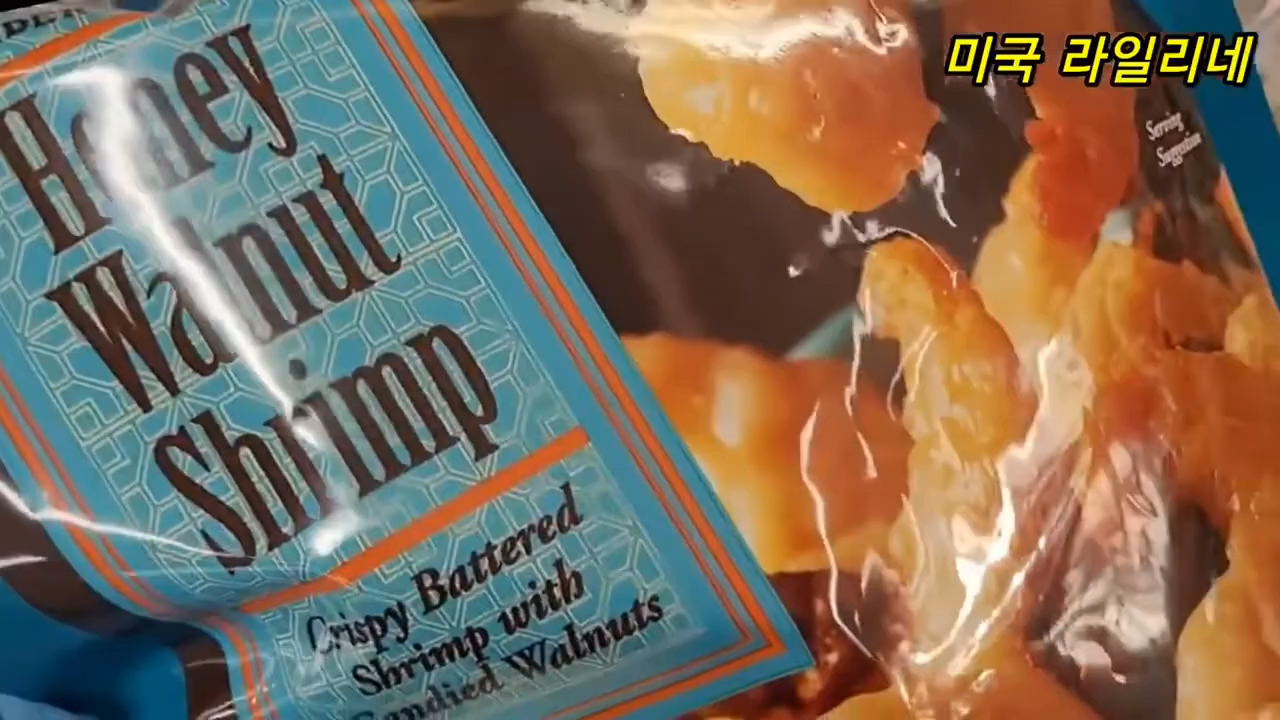 미국 라일리네
Serving
Suggestion
Honey
Walnut
Shrimp
Crispy Battered
Shrimp with
Candied Walnuts